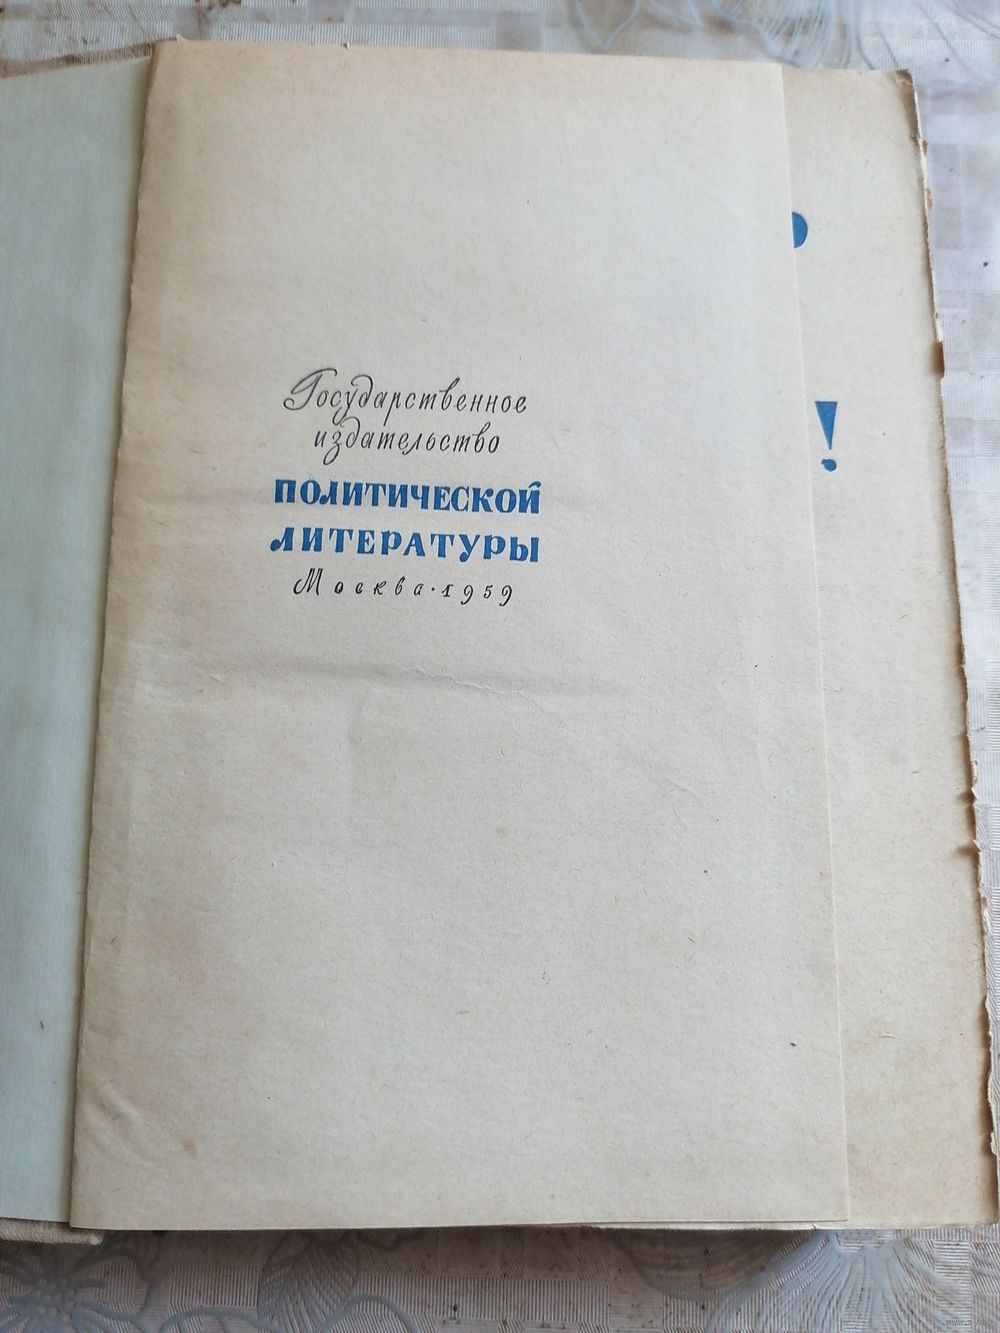 Государственное
издательство
ПОЛИТИЧЕСКОЙ
ЛИТЕРАТУРЫ
Москва · 1959
!